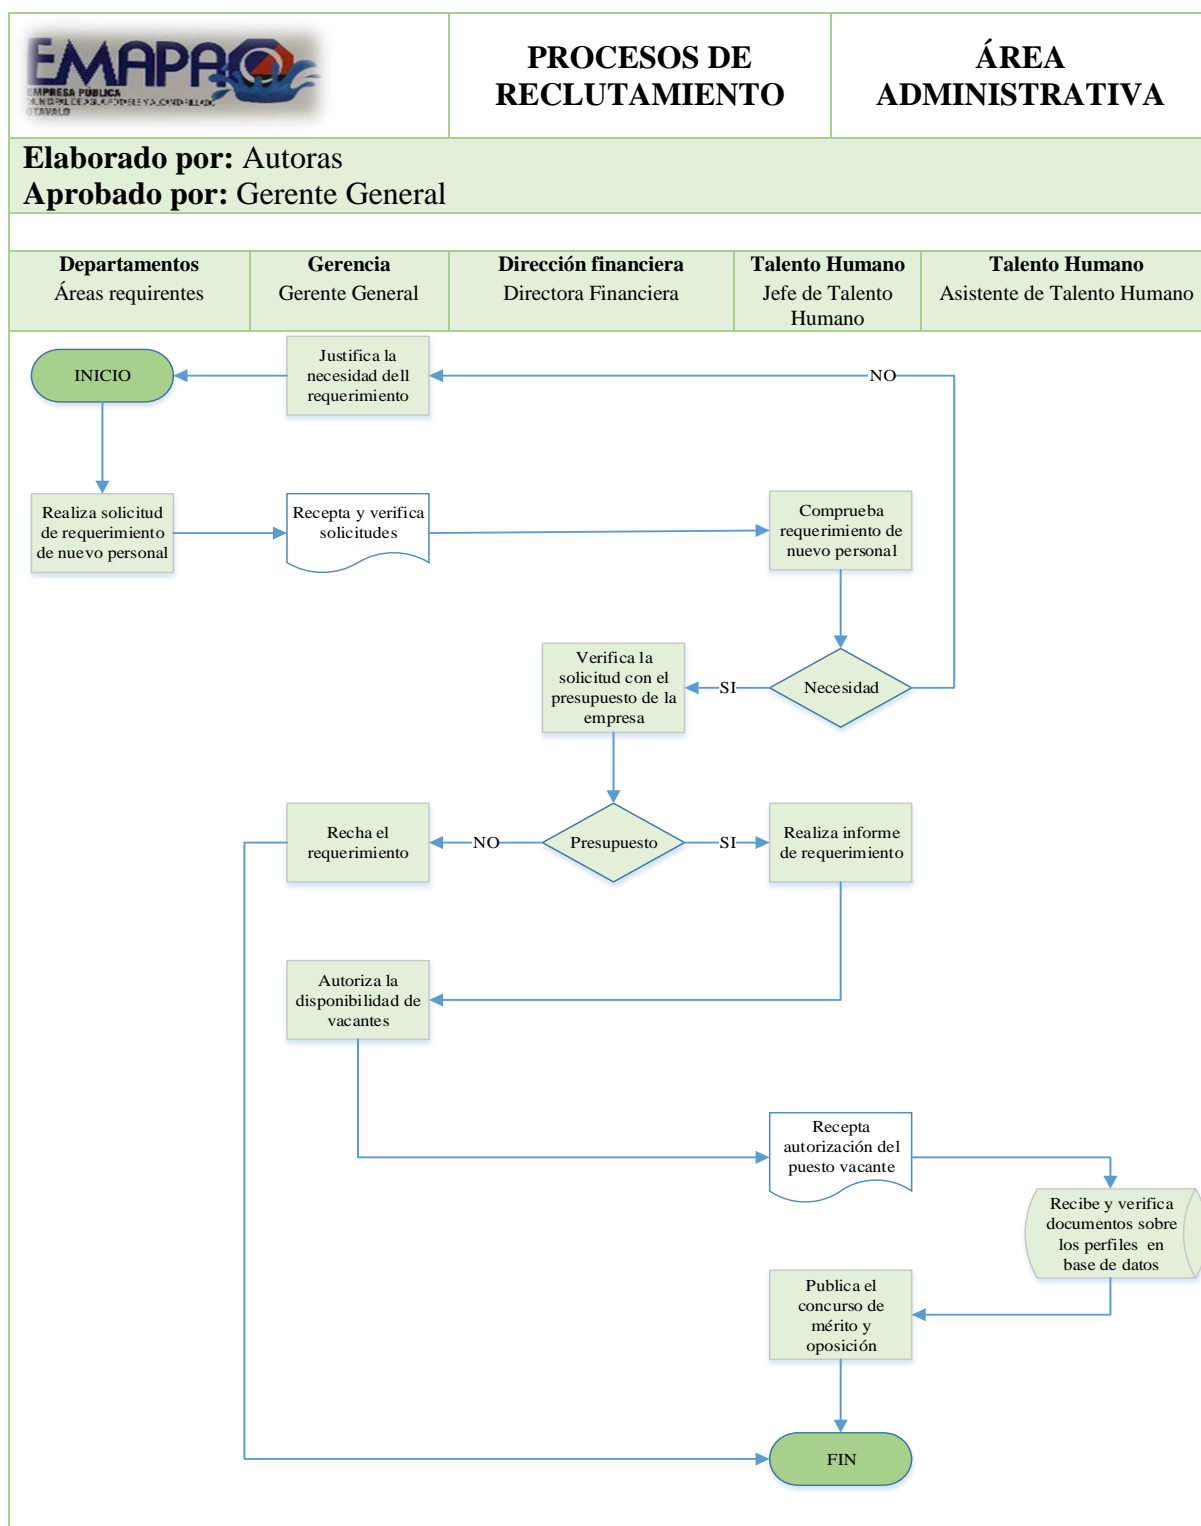 EMAPAO
EMPRESA PÚBLICA
MUNICIPAL DE AGUA POTABLE Y ALCANTARILLADO
OTAVALO
PROCESOS DE
RECLUTAMIENTO
ÁREA
ADMINISTRATIVA
Elaborado por: Autoras
Aprobado por: Gerente General
Departamentos
Áreas requirentes
Gerencia
Gerente General
Dirección financiera
Directora Financiera
Talento Humano
Jefe de Talento
Humano
Talento Humano
Asistente de Talento Humano
INICIO
Justifica la
necesidad dell
requerimiento
NO
Realiza solicitud
de requerimiento
de nuevo personal
Recepta y verifica
solicitudes
Comprueba
requerimiento de
nuevo personal
Verifica la
solicitud con el
presupuesto de la
empresa
SI
Necesidad
Recha el
requerimiento
NO
Presupuesto
SI
Realiza informe
de requerimiento
Autoriza la
disponibilidad de
vacantes
Recepta
autorización del
puesto vacante
Recibe y verifica
documentos sobre
los perfiles en
base de datos
Publica el
concurso de
mérito y
oposición
FIN